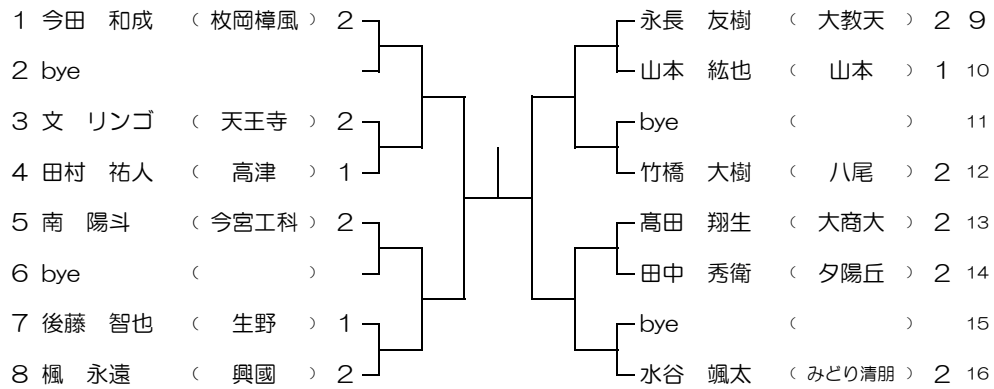 1 今田 和成 （ 枚岡樟風 ） 2
2 bye
3 文 リンゴ （ 天王寺 ） 2
4 田村 祐人 （ 高津 ） 1
5 南 陽斗 （ 今宮工科 ） 2
6 bye （ ）
7 後藤 智也 （ 生野 ） 1
8 楓 永遠 （ 興國 ） 2
永長 友樹 （ 大教天 ） 2 9
山本 紘也 （ 山本 ） 1 10
bye （ ） 11
竹橋 大樹 （ 八尾 ） 2 12
髙田 翔生 （ 大商大 ） 2 13
田中 秀衛 （ 夕陽丘 ） 2 14
bye （ ） 15
水谷 颯太 （ みどり清朋 ） 2 16